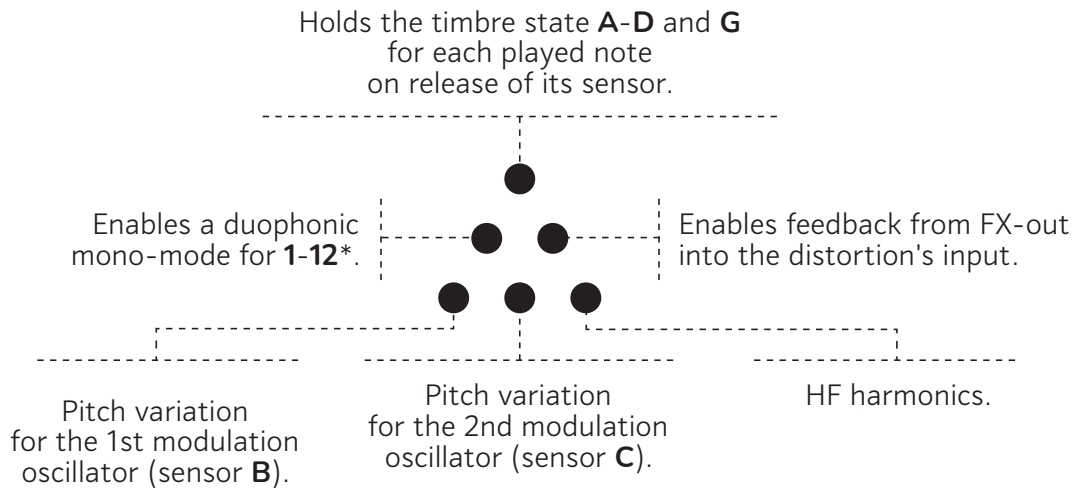 Holds the timbre state A-D and G
for each played note
on release of its sensor.
Enables a duophonic
mono-mode for 1-12*.
Enables feedback from FX-out
into the distortion's input.
Pitch variation
for the 1st modulation
oscillator (sensor B).
Pitch variation
for the 2nd modulation
oscillator (sensor C).
HF harmonics.